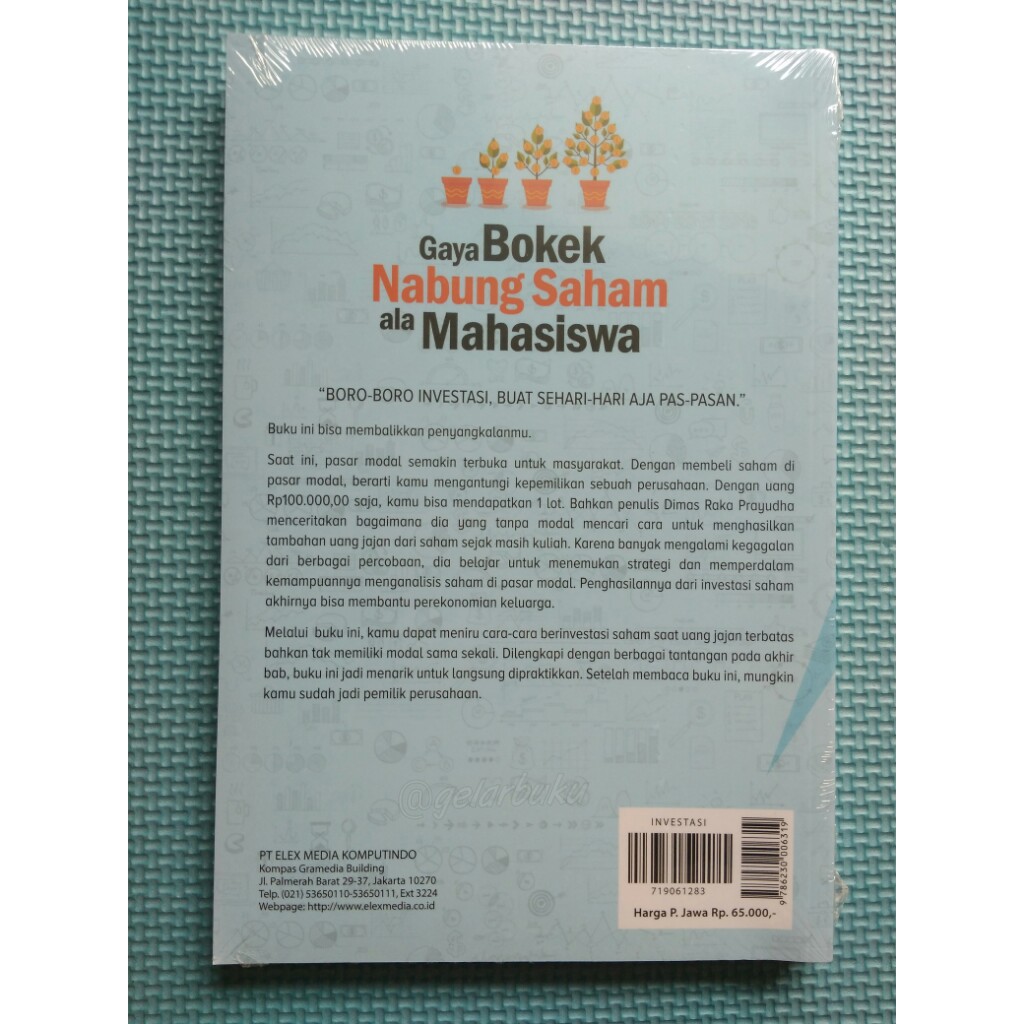 Gaya Bokek
Nabung Saham
ala Mahasiswa
“BORO-BORO INVESTASI, BUAT SEHARI-HARI AJA PAS-PASAN.”
Buku ini bisa membalikkan penyangkalanmu.
Saat ini, pasar modal semakin terbuka untuk masyarakat. Dengan membeli saham di
pasar modal, berarti kamu mengantungi kepemilikan sebuah perusahaan. Dengan uang
Rp100.000,00 saja, kamu bisa mendapatkan 1 lot. Bahkan penulis Dimas Raka Prayudha
menceritakan bagaimana dia yang tanpa modal mencari cara untuk menghasilkan
tambahan uang jajan dari saham sejak masih kuliah. Karena banyak mengalami kegagalan
dari berbagai percobaan, dia belajar untuk menemukan strategi dan memperdalam
kemampuannya menganalisis saham di pasar modal. Penghasilannya dari investasi saham
akhirnya bisa membantu perekonomian keluarga.
Melalui buku ini, kamu dapat meniru cara-cara berinvestasi saham saat uang jajan terbatas
bahkan tak memiliki modal sama sekali. Dilengkapi dengan berbagai tantangan pada akhir
bab, buku ini jadi menarik untuk langsung dipraktikkan. Setelah membaca buku ini, mungkin
kamu sudah jadi pemilik perusahaan.
@gelarbuku
PT ELEX MEDIA KOMPUTINDO
Kompas Gramedia Building
Jl. Palmerah Barat 29-37, Jakarta 10270
Telp. (021) 53650110-53650111, Ext 3224
Webpage: http://www.elexmedia.co.id
INVESTASI
719061283
9 786230 006319
Harga P. Jawa Rp. 65.000,-